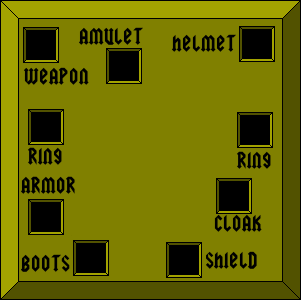 AMULET
HELMET
WEAPON
RING
RING
ARMOR
CLOAK
BOOTS
SHIELD